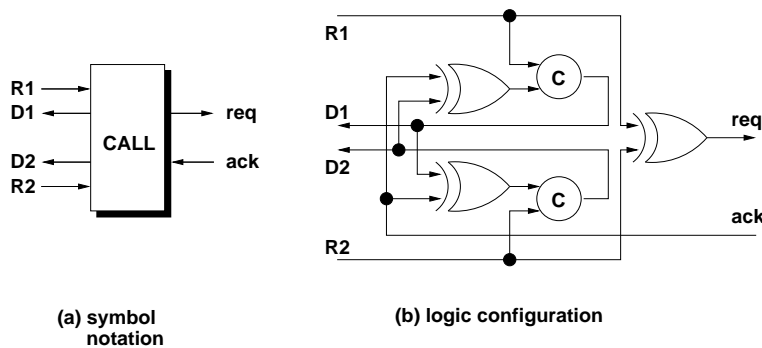 R1
D1
D2
R2
CALL
req
ack
(a) symbol
notation
R1
D1
D2
R2
C
C
req
ack
(b) logic configuration